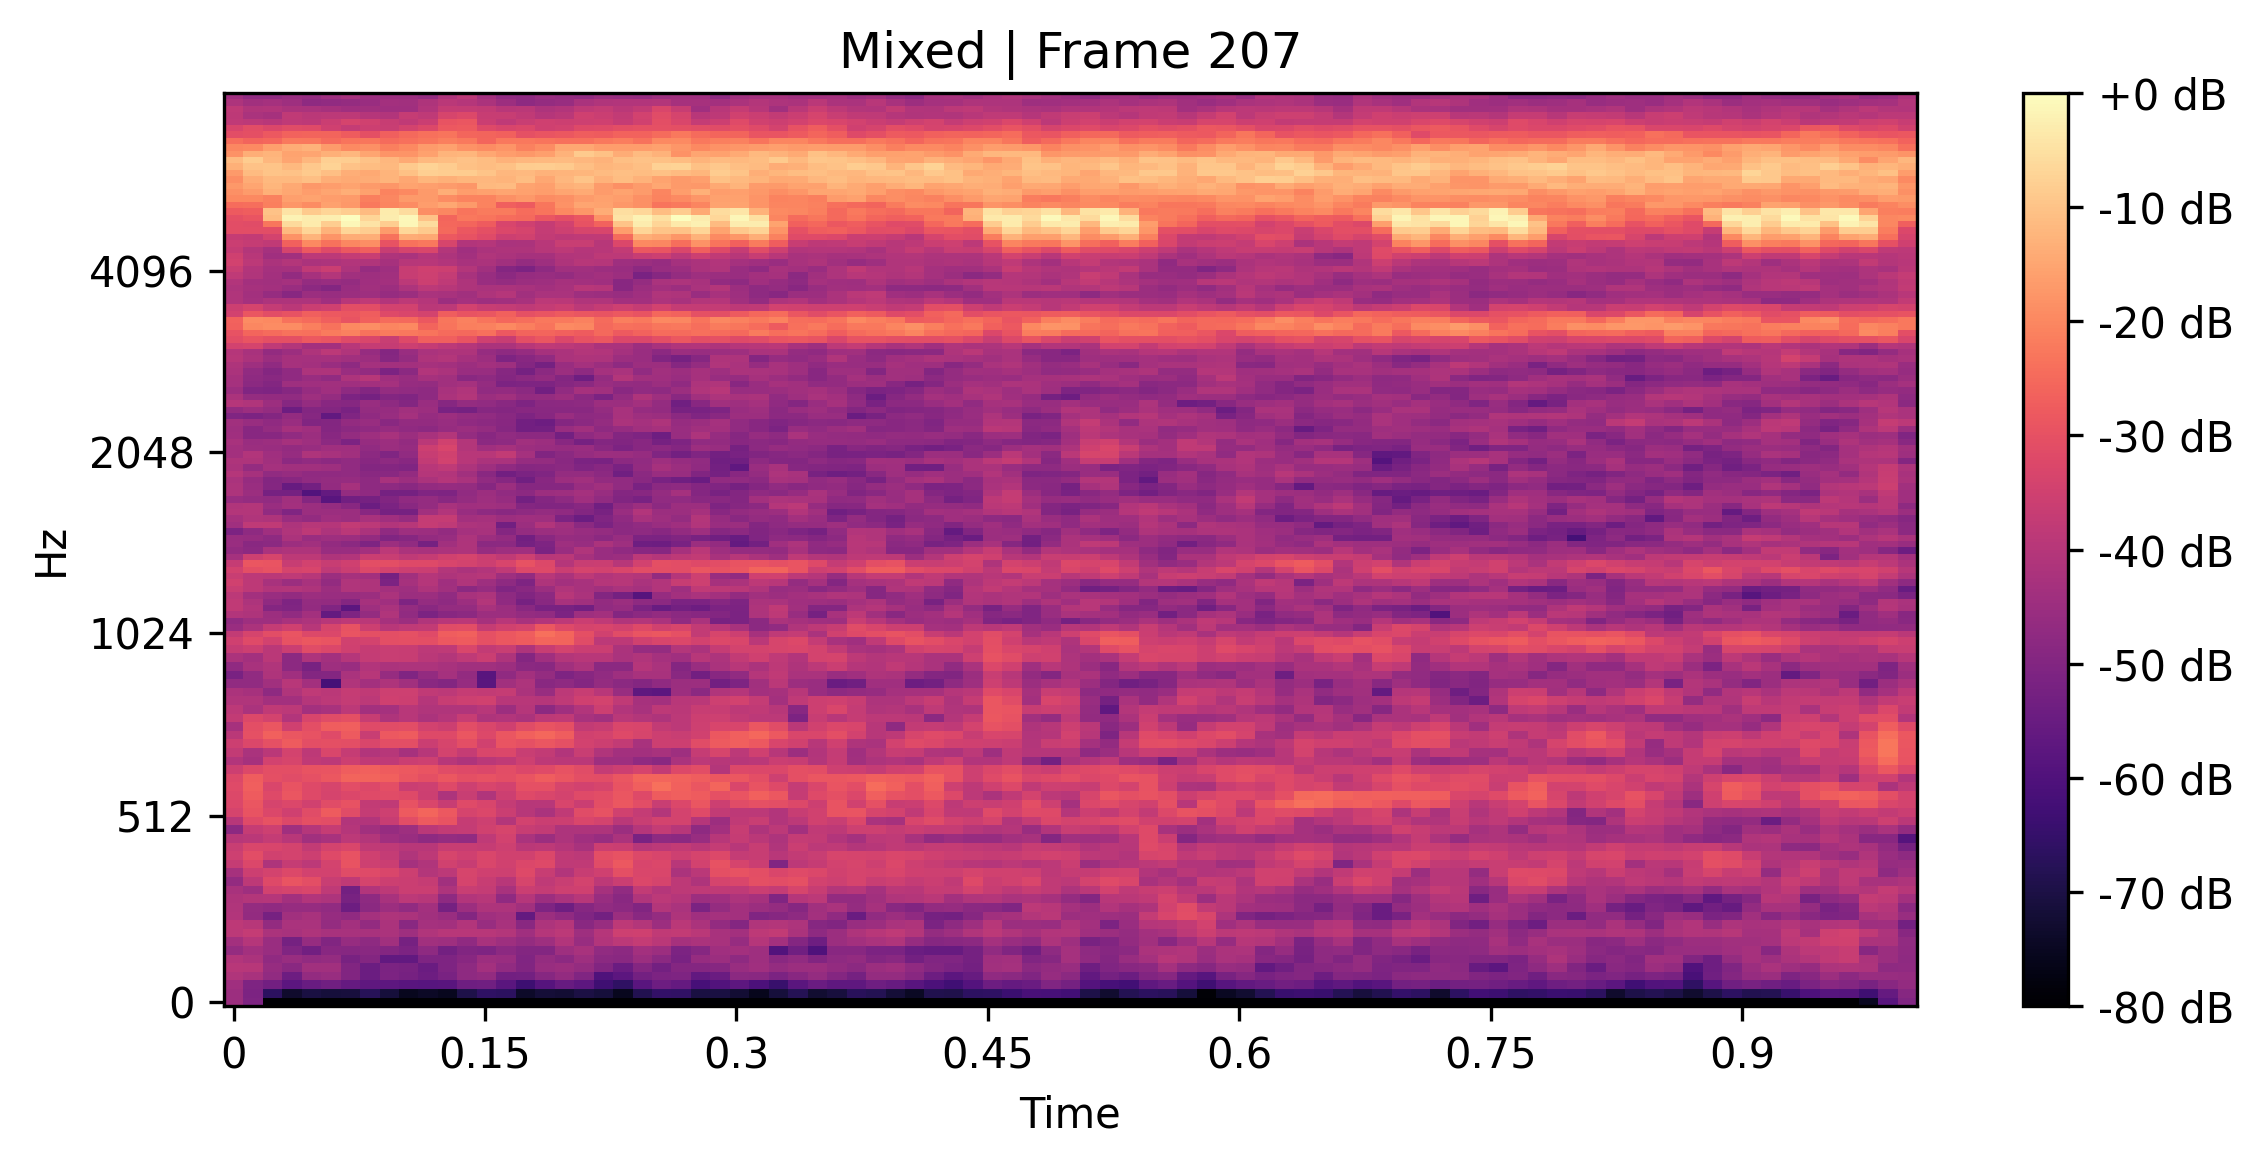 Mixed | Frame 207
Hz
4096
2048
1024
512
0
0 0.15 0.3 0.45 0.6 0.75 0.9
Time
+0 dB
-10 dB
-20 dB
-30 dB
-40 dB
-50 dB
-60 dB
-70 dB
-80 dB